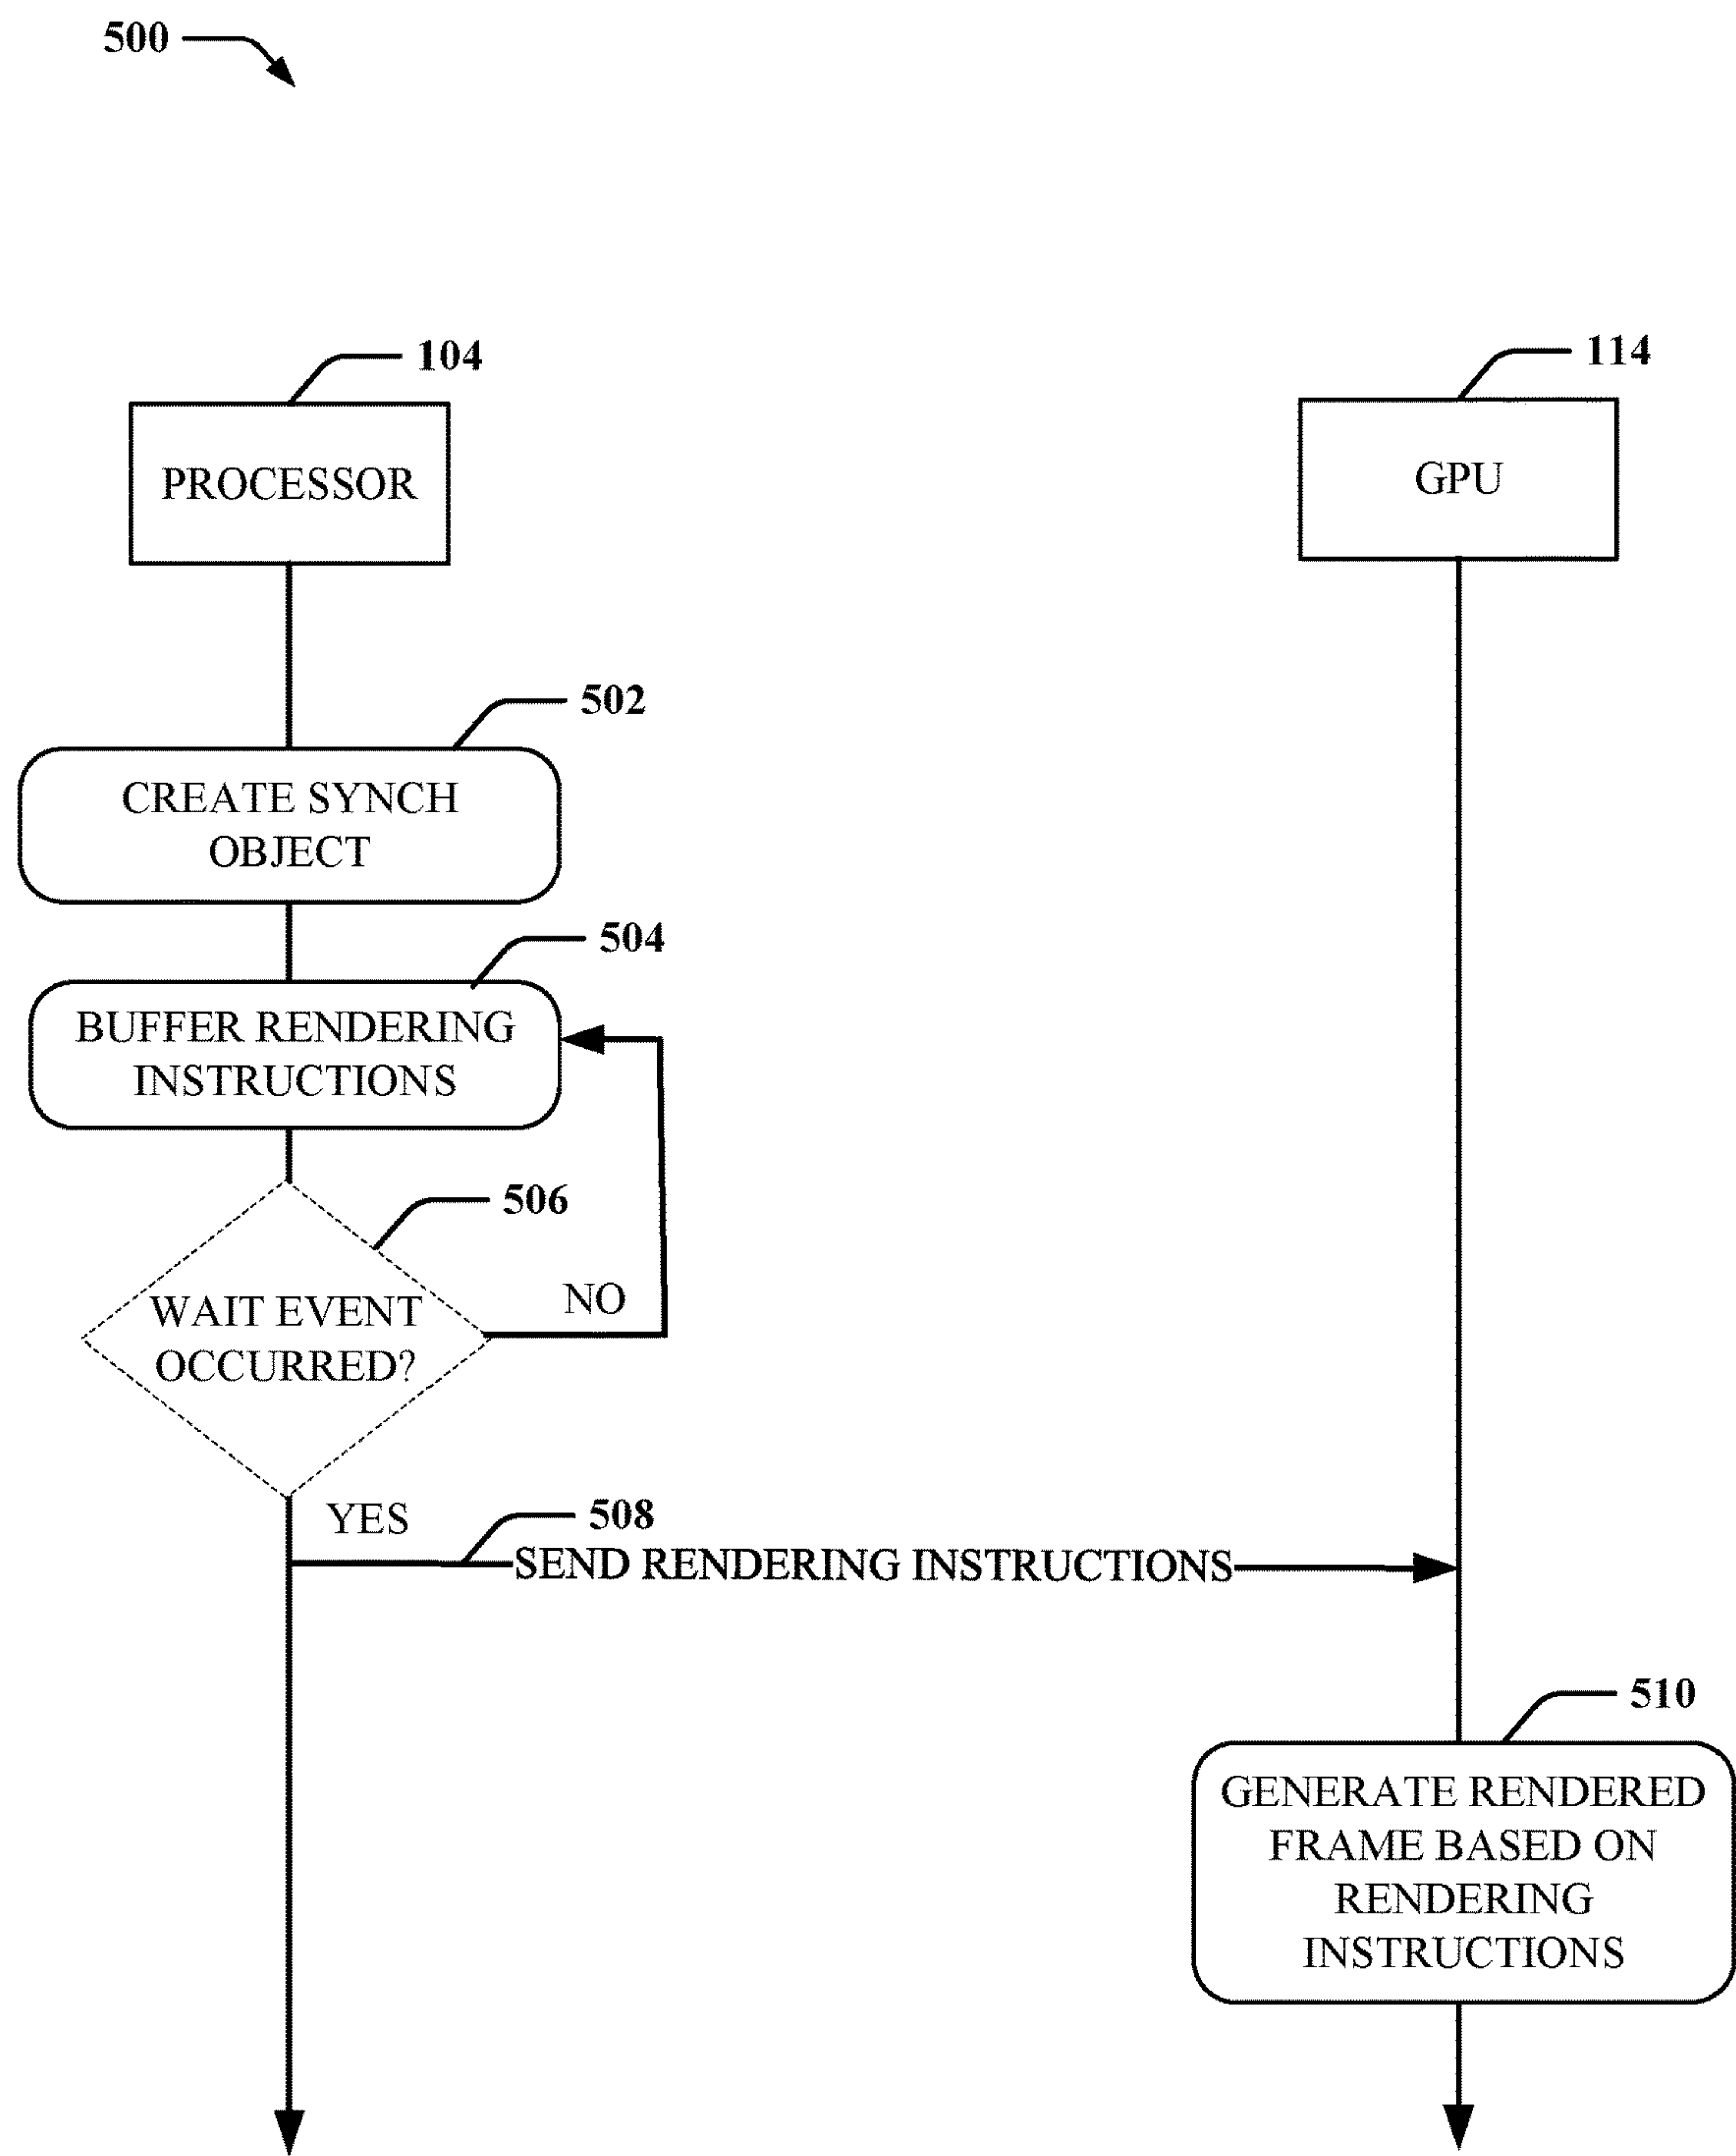 500
104
114
PROCESSOR
GPU
502
CREATE SYNCH
OBJECT
504
BUFFER RENDERING
INSTRUCTIONS
506
WAIT EVENT
OCCURRED?
NO
YES
508
SEND RENDERING INSTRUCTIONS
510
GENERATE RENDERED
FRAME BASED ON
RENDERING
INSTRUCTIONS